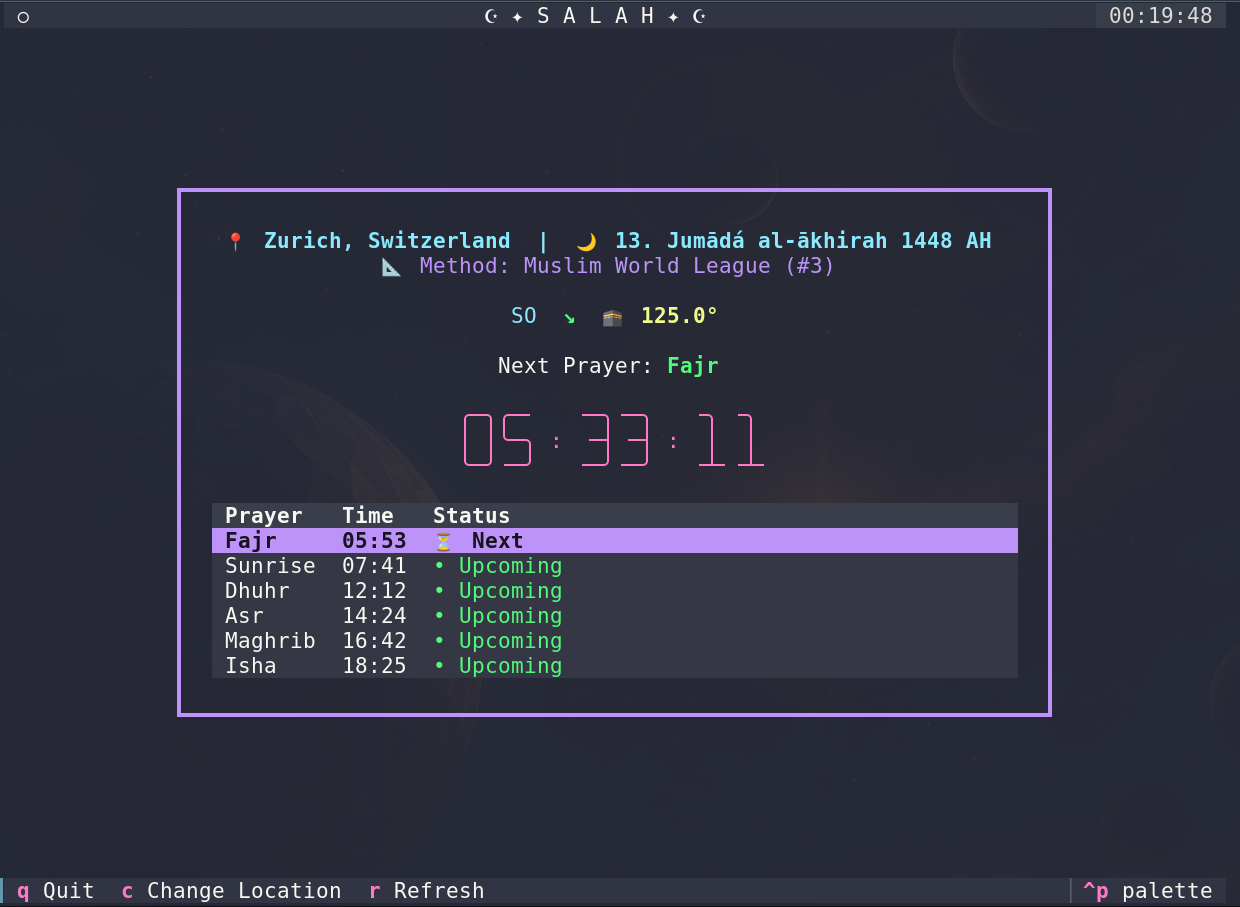 ○ ☪ ✦ S A L A H ✦ ☪ 00:19:48
📍 Zurich, Switzerland | 🌙 13. Jumādá al-ākhirah 1448 AH
📐 Method: Muslim World League (#3)
SO ↘ 🕋 125.0°
Next Prayer: Fajr
05:33:11
Prayer Time Status
Fajr 05:53 ⏳ Next
Sunrise 07:41 • Upcoming
Dhuhr 12:12 • Upcoming
Asr 14:24 • Upcoming
Maghrib 16:42 • Upcoming
Isha 18:25 • Upcoming
q Quit c Change Location r Refresh ^p palette